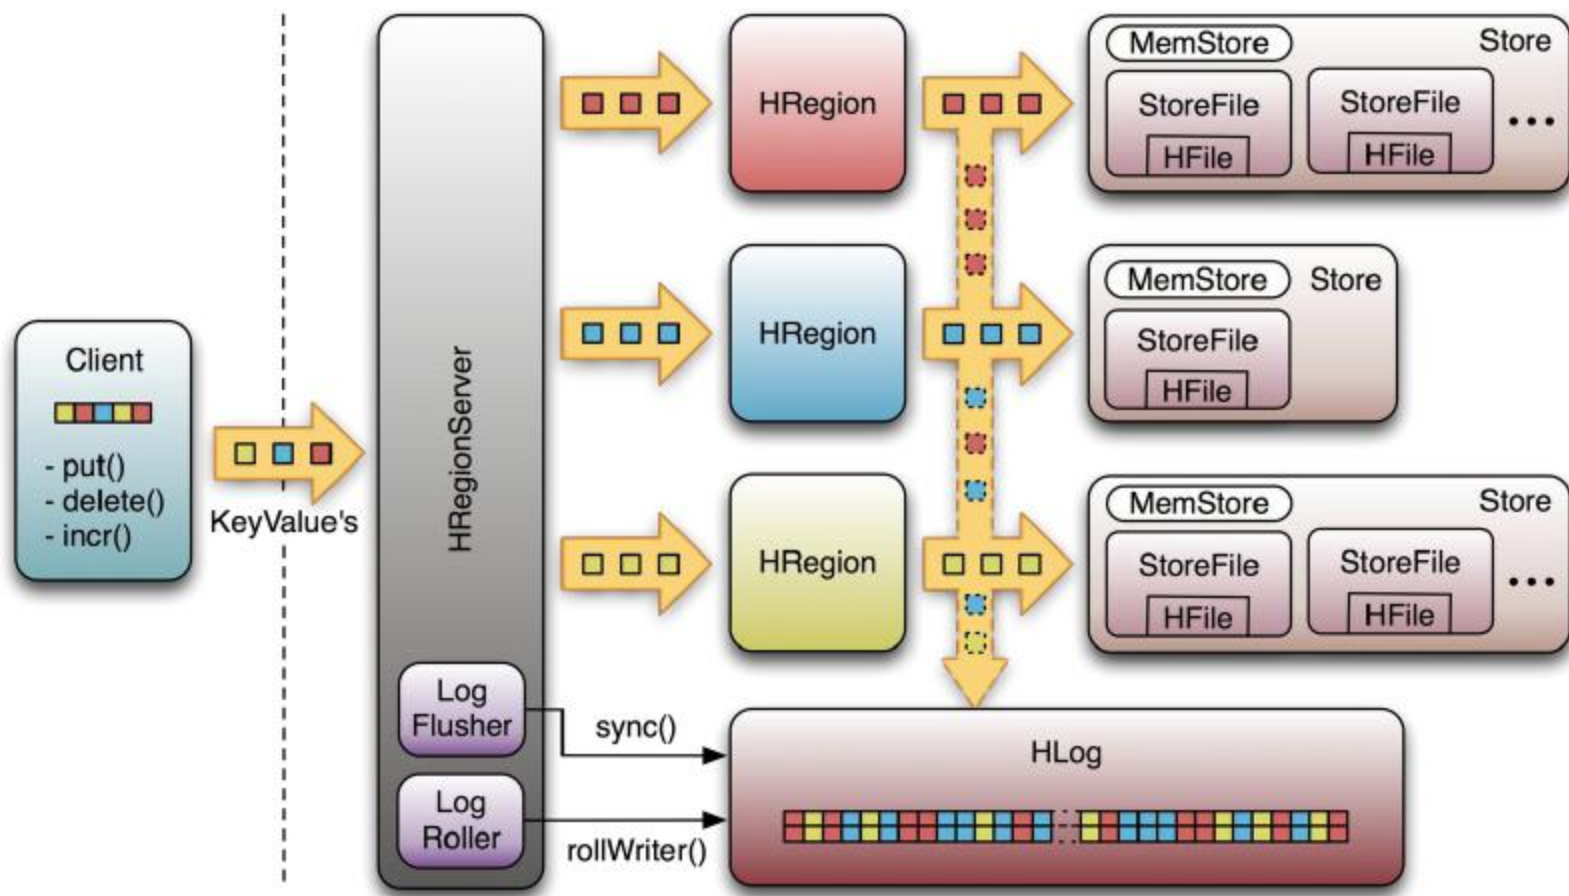 Client
- put()
- delete()
- incr()
KeyValue's
HRegionServer
Log
Flusher
Log
Roller
sync()
rollWriter()
HRegion
MemStore
Store
StoreFile
HFile
StoreFile
HFile
...
HRegion
MemStore
Store
StoreFile
HFile
HRegion
MemStore
Store
StoreFile
HFile
StoreFile
HFile
...
HLog